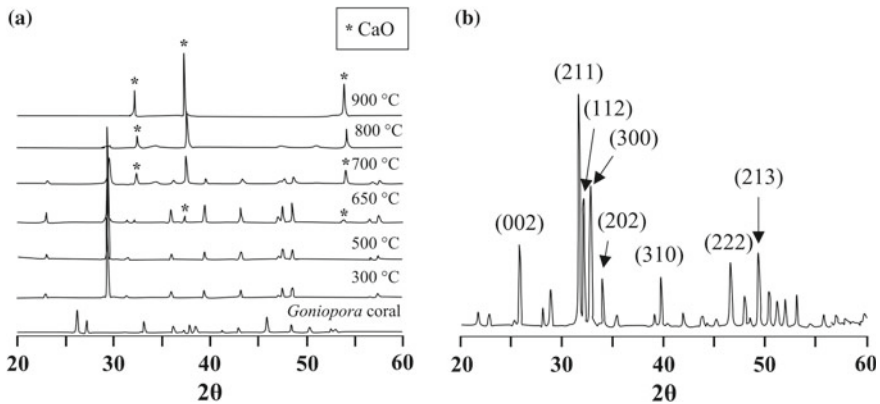 (a)
* CaO
*
*
*
900 °C
*
800 °C
*
*
700 °C
*
650 °C
*
500 °C
300 °C
Goniopora coral
20 30 40 50 60
2θ
(b)
(211)
(112)
(300)
(213)
(002)
(202)
(310)
(222)
20 30 40 50 60
2θ